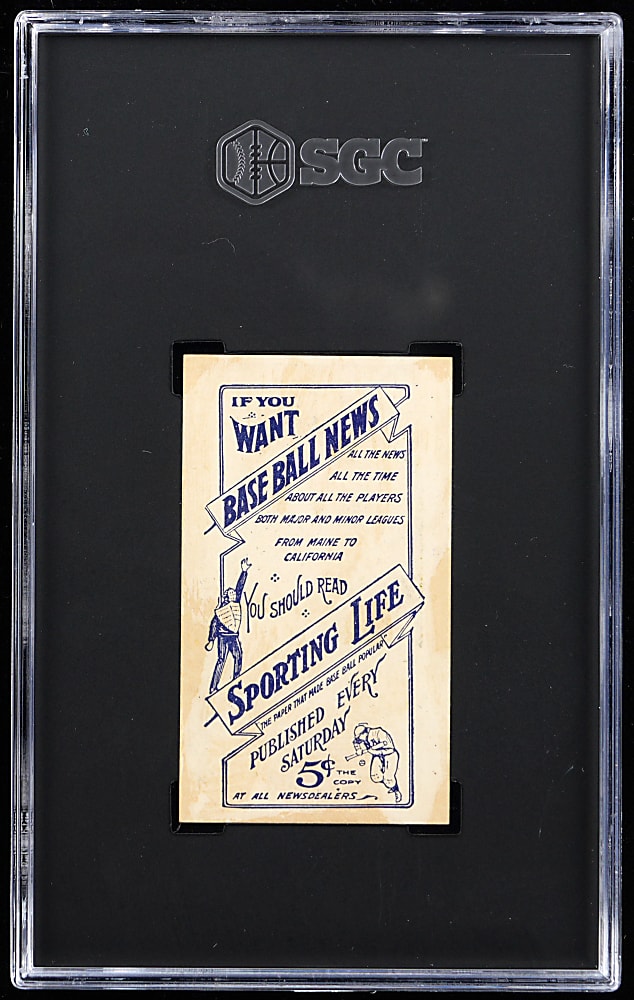 SGC
IF YOU
WANT
BASE BALL NEWS
ALL THE NEWS
ALL THE TIME
ABOUT ALL THE PLAYERS
BOTH MAJOR AND MINOR LEAGUES
FROM MAINE TO
CALIFORNIA
YOU SHOULD READ
SPORTING LIFE
THE PAPER THAT MADE BASE BALL POPULAR
PUBLISHED EVERY
SATURDAY
5¢ THE
COPY
AT ALL NEWSDEALERS